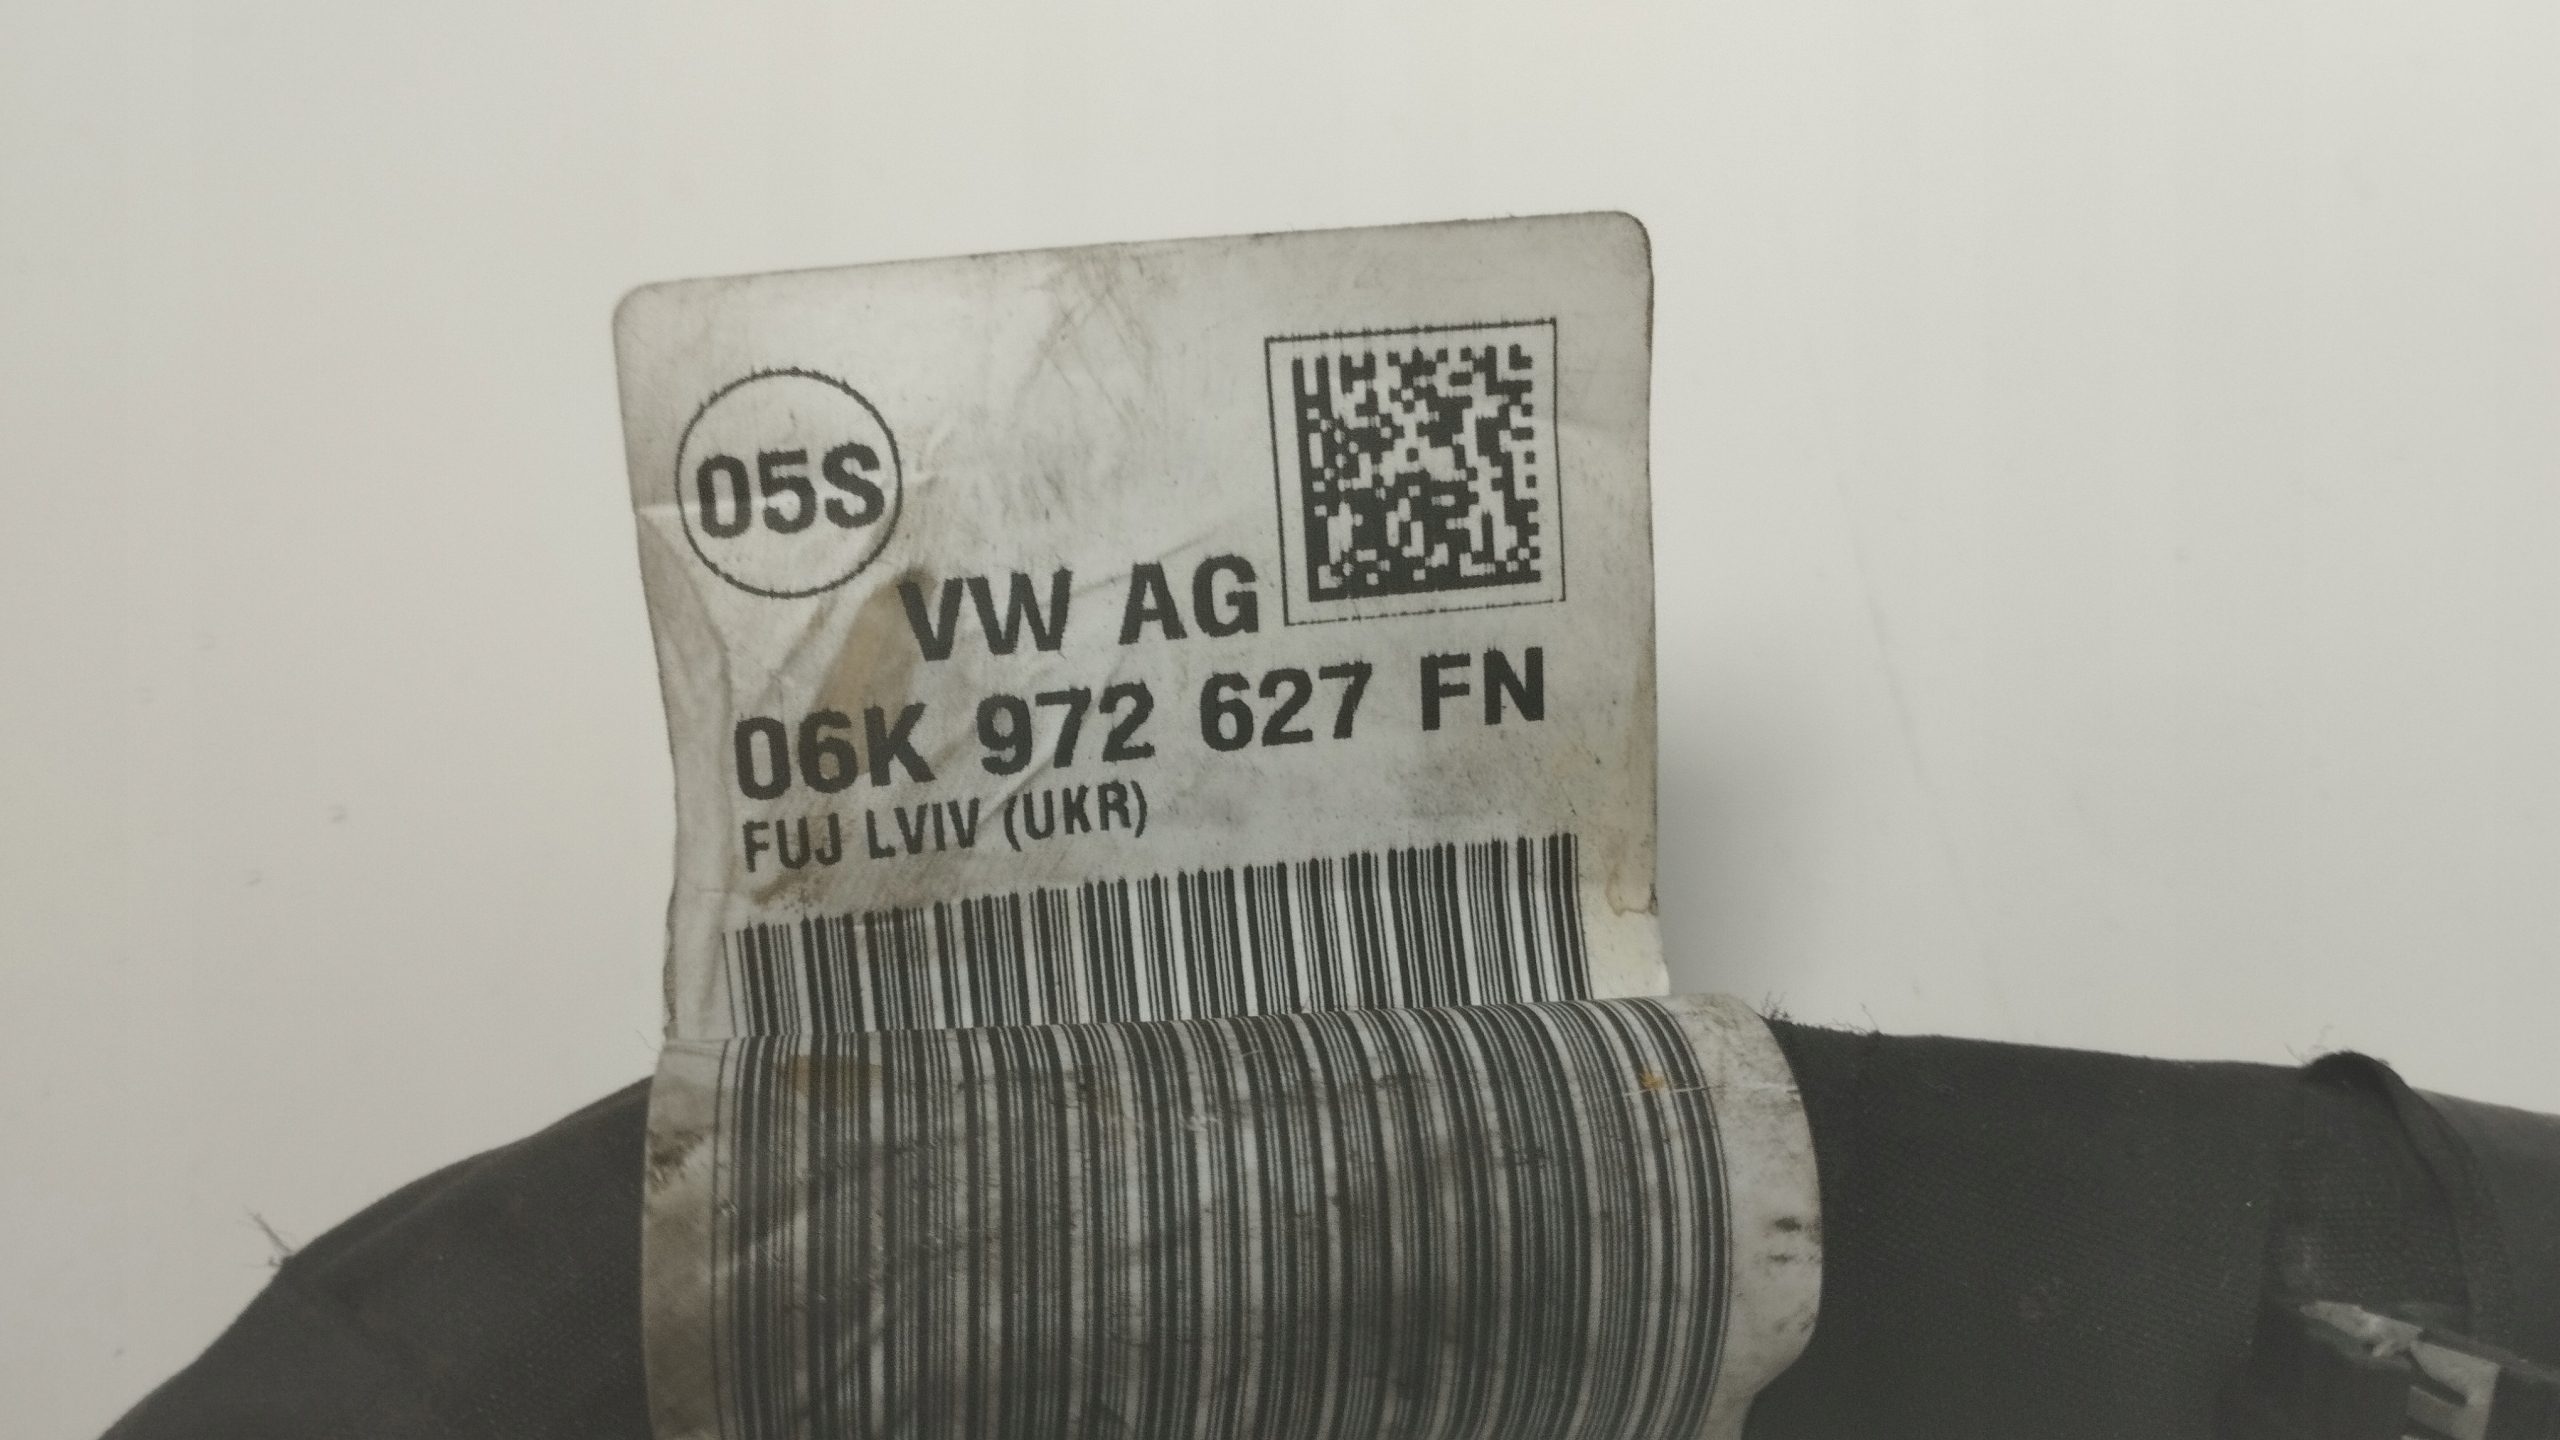 05S
VW AG
06K 972 627 FN
FUJ LVIV (UKR)